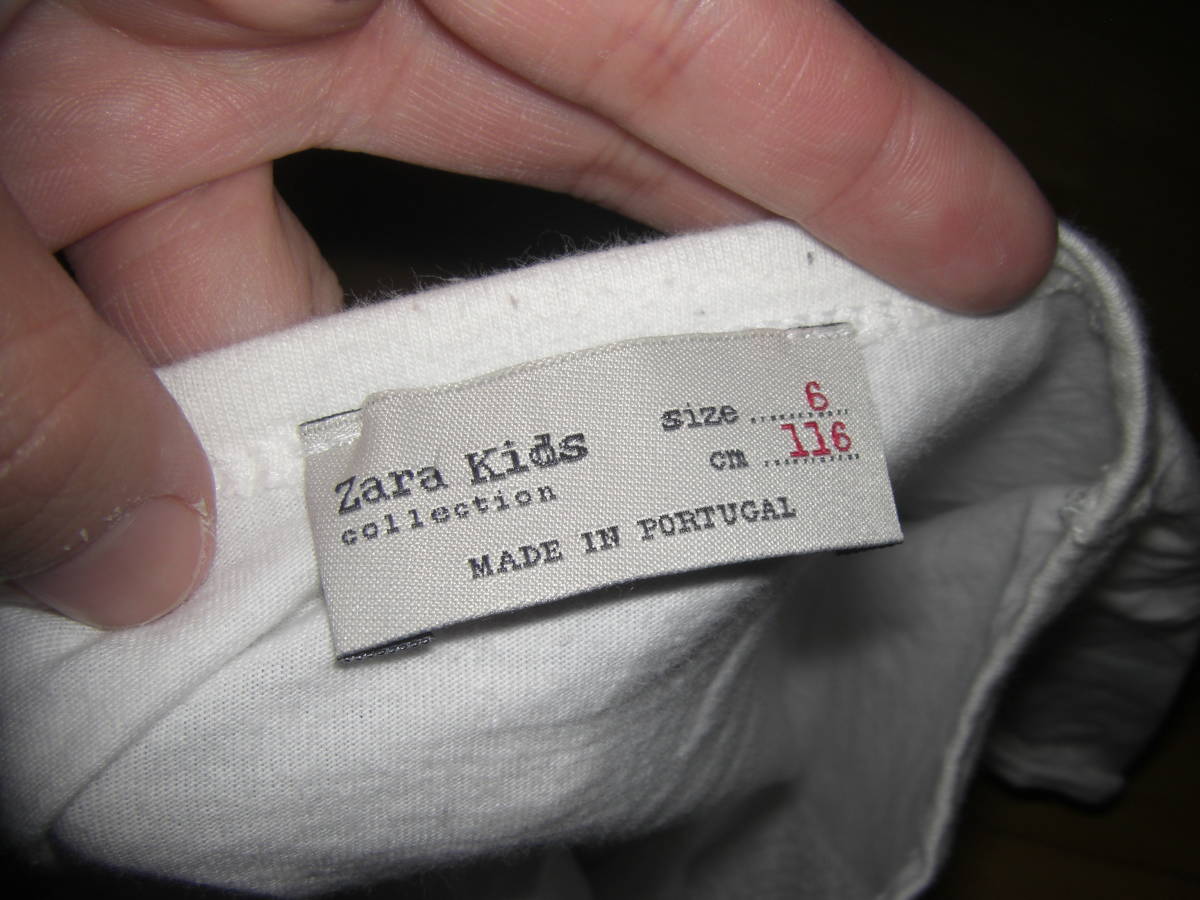 Zara Kids
collection
size 6
cm 116
MADE IN PORTUGAL